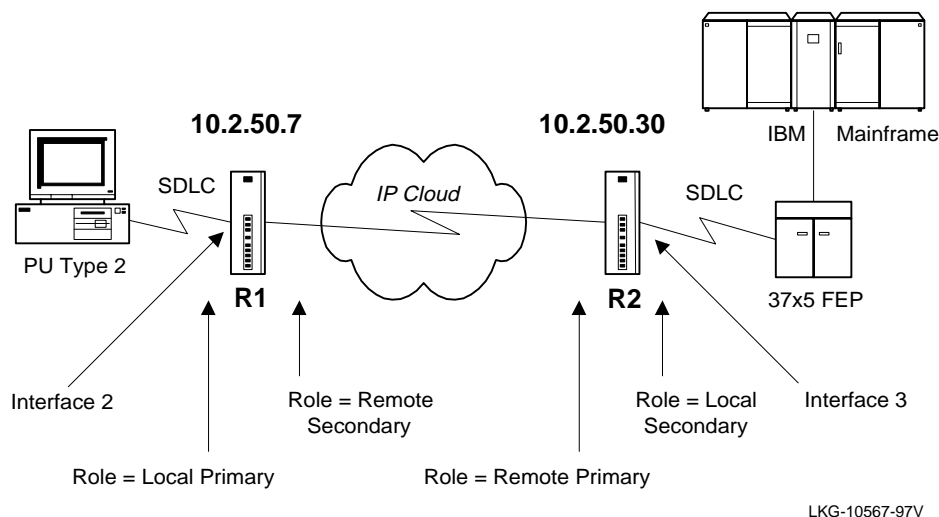 10.2.50.7
10.2.50.30
IBM Mainframe
SDLC
IP Cloud
SDLC
PU Type 2
R1
R2
37x5 FEP
Interface 2
Role = Remote
Secondary
Role = Local
Secondary
Interface 3
Role = Local Primary
Role = Remote Primary
LKG-10567-97V